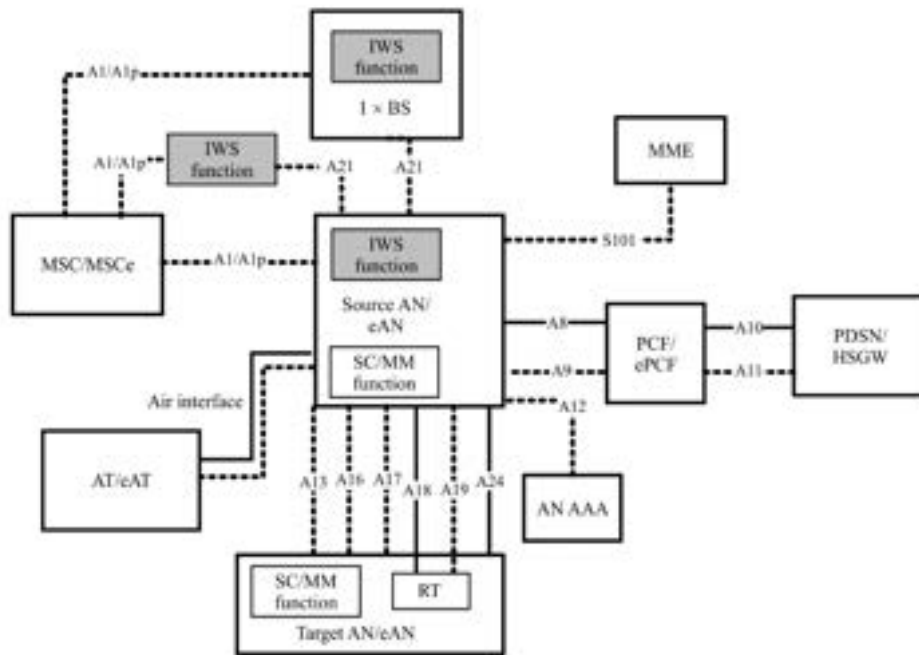 IWS
function
1 × BS
A1/A1p
IWS
function
A1/A1p
A21
A21
MME
S101
MSC/MSCe
A1/A1p
IWS
function
Source AN/
eAN
SC/MM
function
A8
A9
PCF/
ePCF
A10
A11
PDSN/
HSGW
A12
Air interface
AT/eAT
A13
A16
A17
A18
A19
A24
AN AAA
SC/MM
function
RT
Target AN/eAN